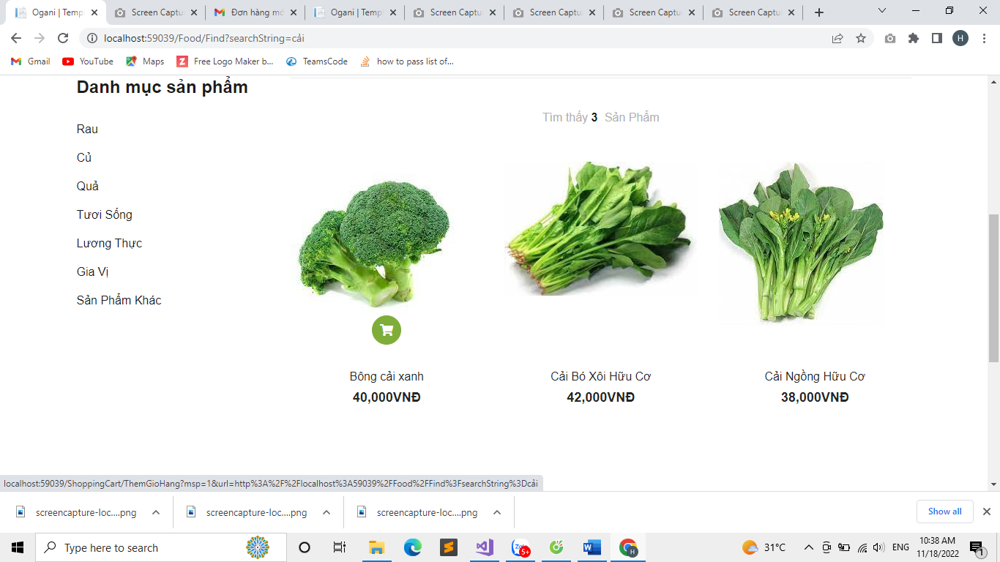 Ogani | Temp
Screen Captu
Đơn hàng mớ
Ogani | Templ
Screen Captu
Screen Captu
Screen Captu
Screen Captu
localhost:59039/Food/Find?searchString=cải
H
Gmail
YouTube
Maps
Free Logo Maker b...
TeamsCode
how to pass list of...
Danh mục sản phẩm
Tìm thấy 3 Sản Phẩm
Rau
Củ
Quả
Tươi Sống
Lương Thực
Gia Vị
Sản Phẩm Khác
Bông cải xanh
40,000VNĐ
Cải Bó Xôi Hữu Cơ
42,000VNĐ
Cải Ngồng Hữu Cơ
38,000VNĐ
localhost:59039/ShoppingCart/ThemGioHang?msp=1&url=http%3A%2F%2Flocalhost%3A59039%2FFood%2FFind%3FsearchString%3Dcải
screencapture-loc....png
screencapture-loc....png
screencapture-loc....png
Show all
Type here to search
5+
H
31°C
ENG
10:38 AM
11/18/2022
1